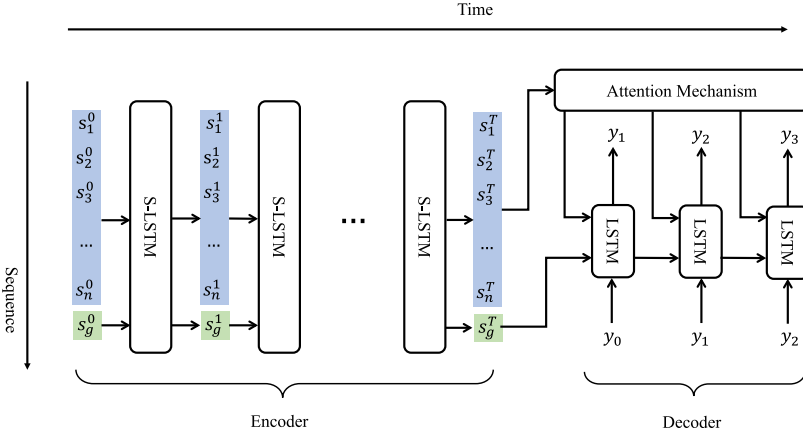 Time
Attention Mechanism
Sequence
s_1^0
s_2^0
s_3^0
...
s_n^0
s_g^0
S-LSTM
s_1^1
s_2^1
s_3^1
...
s_n^1
s_g^1
S-LSTM
...
S-LSTM
s_1^T
s_2^T
s_3^T
...
s_n^T
s_g^T
y_1
y_2
y_3
LSTM
LSTM
LSTM
y_0
y_1
y_2
Encoder
Decoder